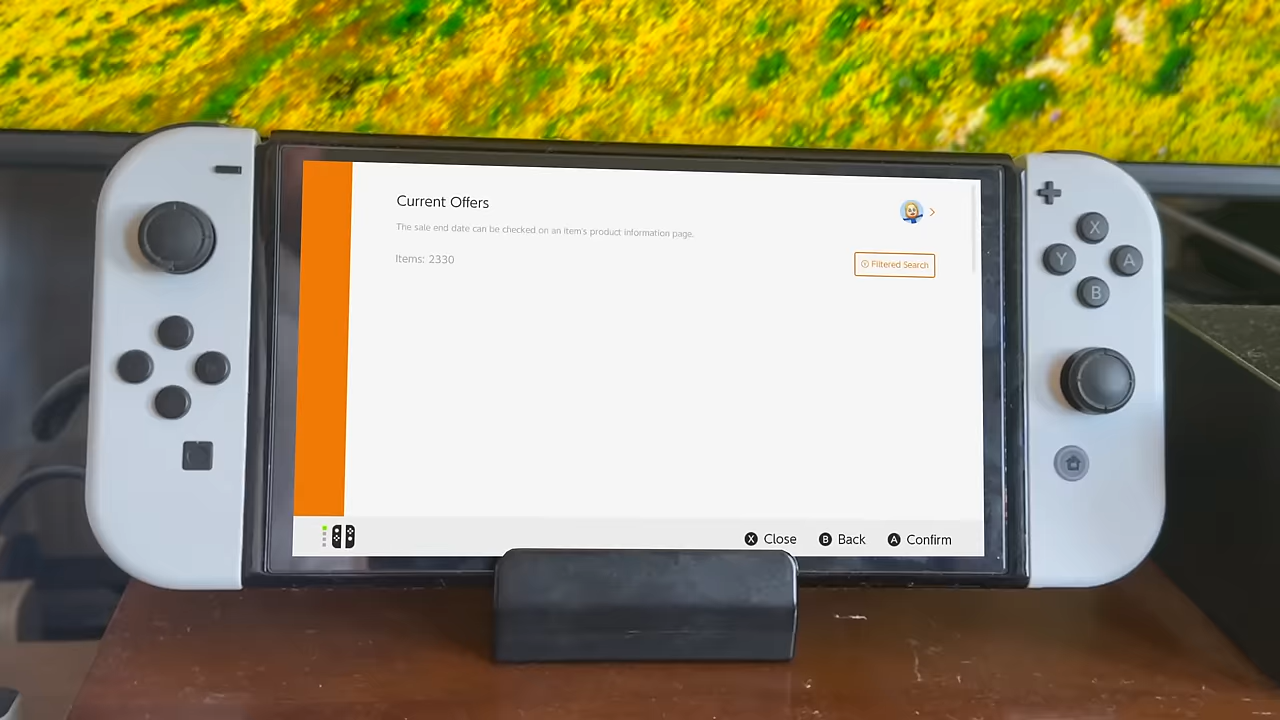 Current Offers
The sale end date can be checked on an item's product information page.
Items: 2330
Filtered Search
X Close
B Back
A Confirm
X
Y
A
B